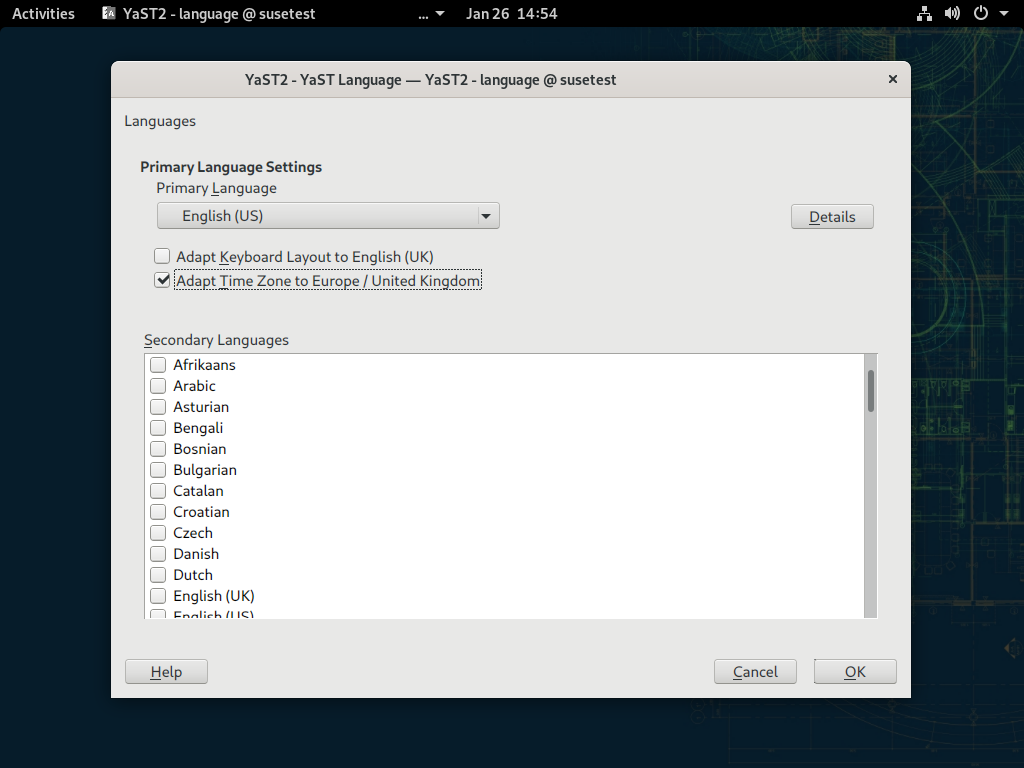 Activities YaST2 - language @ susetest ... Jan 26 14:54
YaST2 - YaST Language — YaST2 - language @ susetest
Languages
Primary Language Settings
Primary Language
English (US)
Details
Adapt Keyboard Layout to English (UK)
Adapt Time Zone to Europe / United Kingdom
Secondary Languages
Afrikaans
Arabic
Asturian
Bengali
Bosnian
Bulgarian
Catalan
Croatian
Czech
Danish
Dutch
English (UK)
English (US)
Help Cancel OK